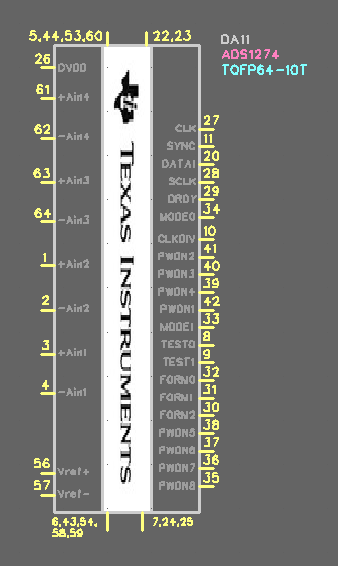 5,44,53,60
22,23
DA11
ADS1274
TQFP64-10T
26 DVDD
61 +Ain4
62 -Ain4
63 +Ain3
64 -Ain3
1 +Ain2
2 -Ain2
3 +Ain1
4 -Ain1
56 Vref+
57 Vref-
TEXAS INSTRUMENTS
CLK 27
SYNC 11
DATAI 20
SCLK 28
DRDY 29
MODE0 34
CLKDIV 10
PWDN2 41
PWDN3 40
PWDN4 39
PWDN1 42
MODE1 33
TEST0 8
TEST1 9
FORM0 32
FORM1 31
FORM2 30
PWDN5 38
PWDN6 37
PWDN7 36
PWDN8 35
6,43,54,
58,59
7,24,25